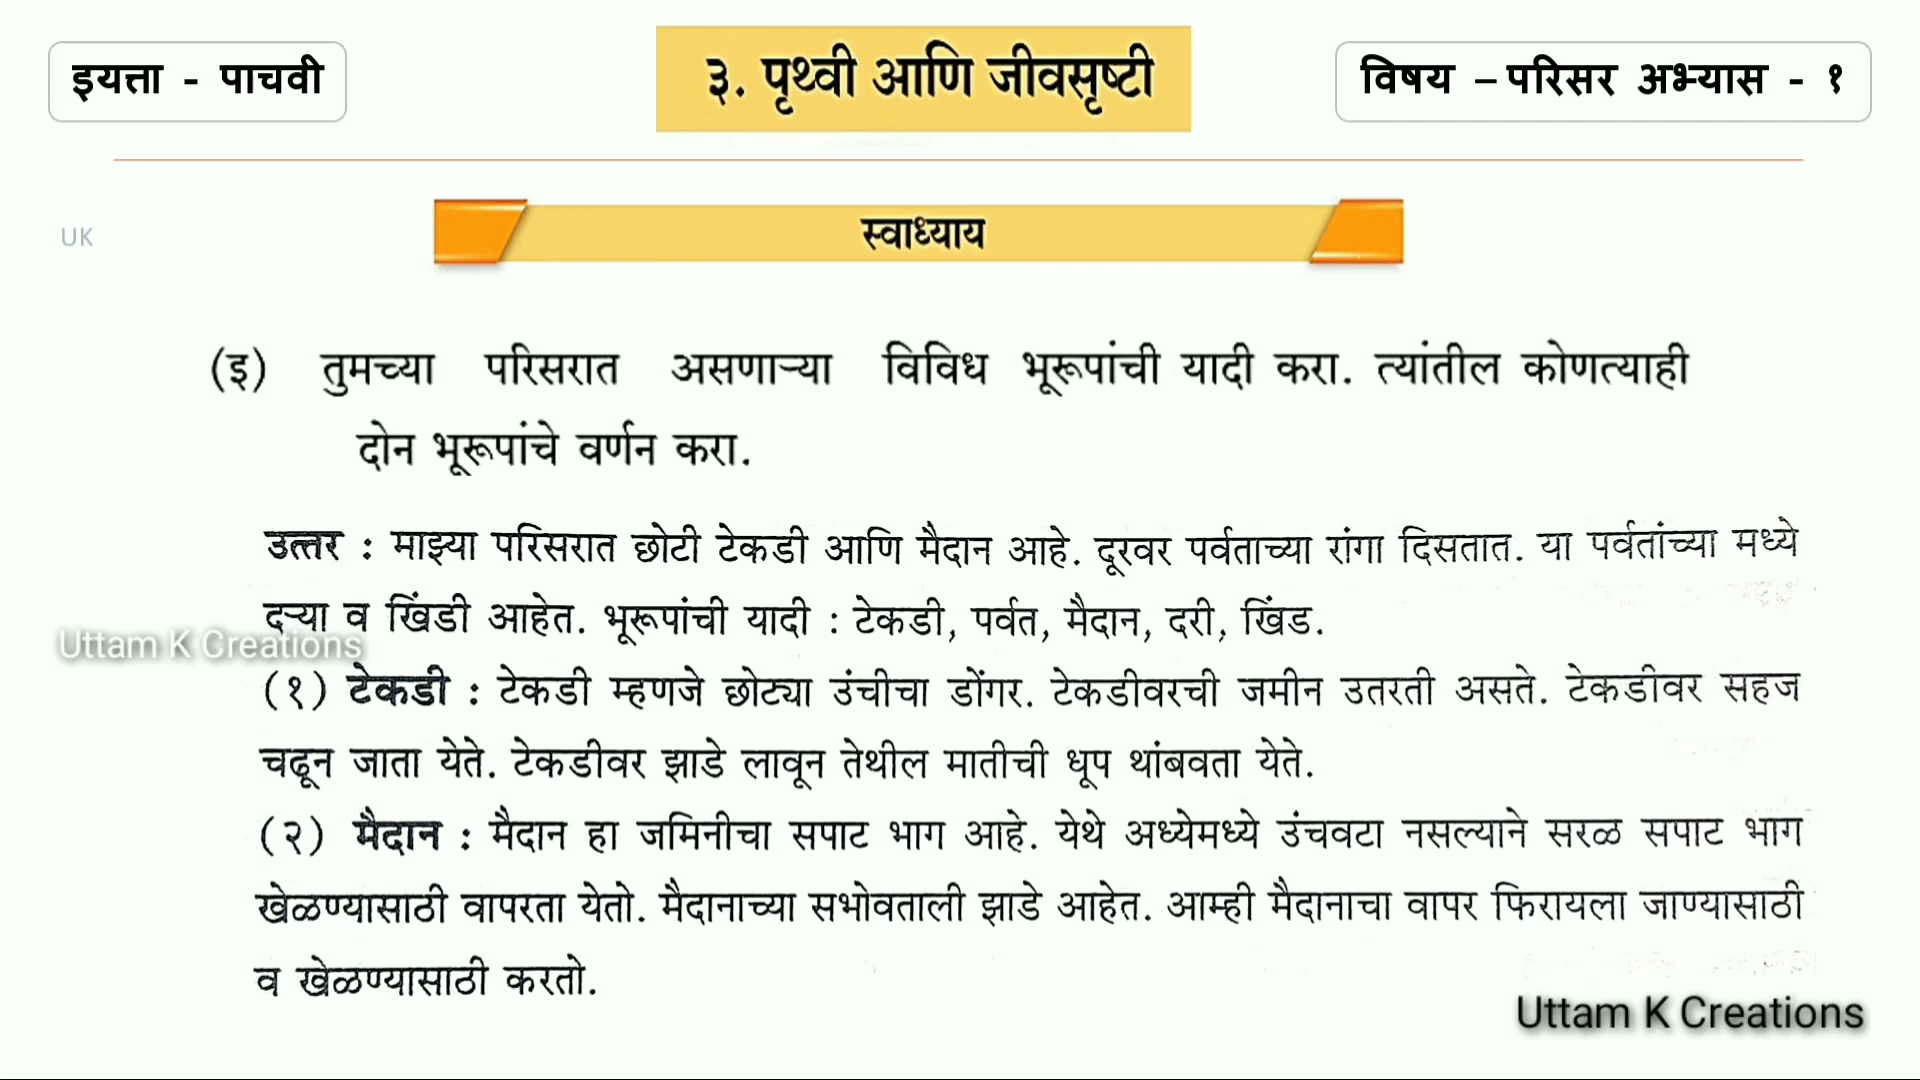 इयत्ता - पाचवी
३. पृथ्वी आणि जीवसृष्टी
विषय – परिसर अभ्यास - १
स्वाध्याय
UK
(इ) तुमच्या परिसरात असणाऱ्या विविध भूरूपांची यादी करा. त्यांतील कोणत्याही
दोन भूरूपांचे वर्णन करा.
उत्तर : माझ्या परिसरात छोटी टेकडी आणि मैदान आहे. दूरवर पर्वताच्या रांगा दिसतात. या पर्वतांच्या मध्ये
दऱ्या व खिंडी आहेत. भूरूपांची यादी : टेकडी, पर्वत, मैदान, दरी, खिंड.
Uttam K Creations
(१) टेकडी : टेकडी म्हणजे छोट्या उंचीचा डोंगर. टेकडीवरची जमीन उतरती असते. टेकडीवर सहज
चढून जाता येते. टेकडीवर झाडे लावून तेथील मातीची धूप थांबवता येते.
(२) मैदान : मैदान हा जमिनीचा सपाट भाग आहे. येथे अध्येमध्ये उंचवटा नसल्याने सरळ सपाट भाग
खेळण्यासाठी वापरता येतो. मैदानाच्या सभोवताली झाडे आहेत. आम्ही मैदानाचा वापर फिरायला जाण्यासाठी
व खेळण्यासाठी करतो.
Uttam K Creations